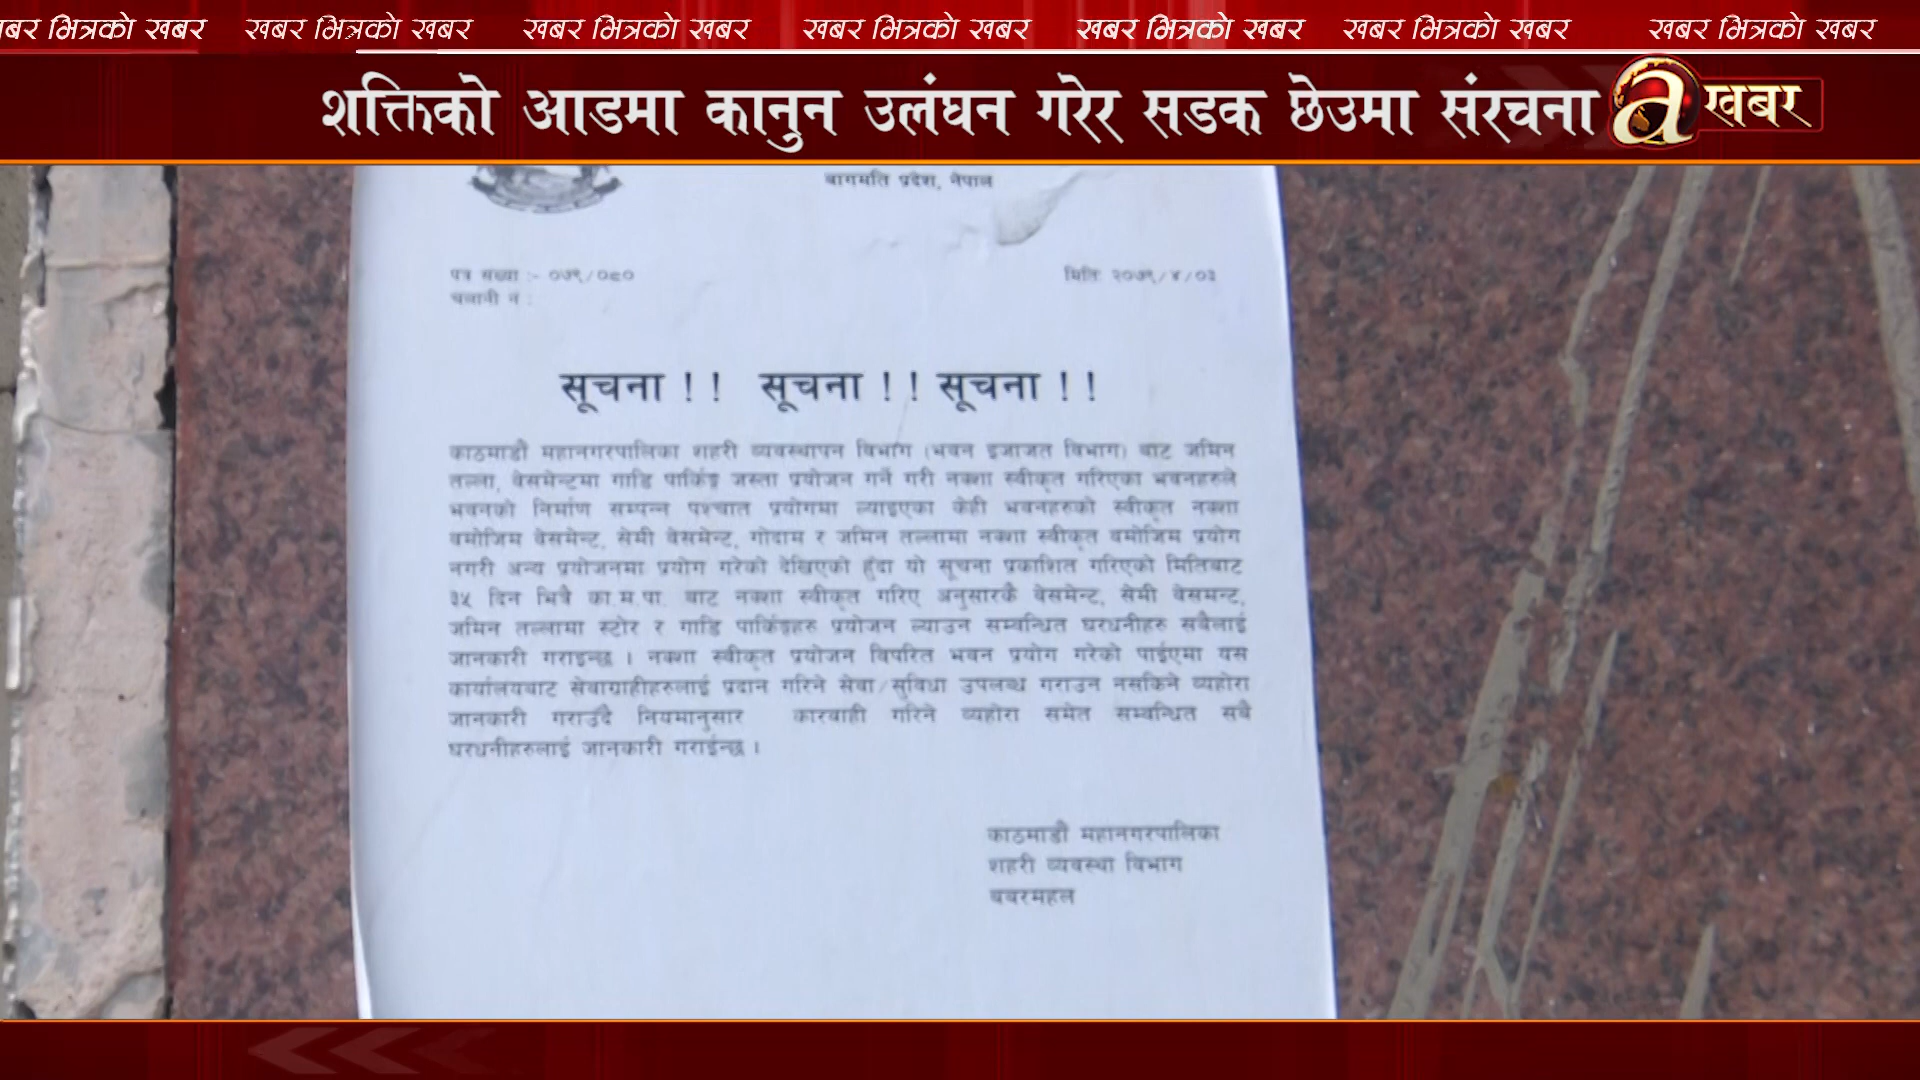 खबर भित्रको खबर खबर भित्रको खबर खबर भित्रको खबर खबर भित्रको खबर खबर भित्रको खबर खबर भित्रको खबर खबर भित्रको खबर
शक्तिको आडमा कानुन उलंघन गरेर सडक छेउमा संरचना
a खबर
बागमति प्रदेश, नेपाल
पत्र संख्या :- ०७९/०८० मितिः २०७९/४/०३
चलानी नं :
सूचना !! सूचना !! सूचना !!
काठमाडौं महानगरपालिका शहरी व्यवस्थापन विभाग (भवन इजाजत विभाग) बाट जमिन
तल्ला, वेसमेन्टमा गाडि पार्किङ्ग जस्ता प्रयोजन गर्ने गरी नक्शा स्वीकृत गरिएका भवनहरुले
भवनको निर्माण सम्पन्न पश्चात प्रयोगमा ल्याइएका केही भवनहरुको स्वीकृत नक्शा
वमोजिम वेसमेन्ट, सेमी वेसमेन्ट, गोदाम र जमिन तल्लामा नक्शा स्वीकृत वमोजिम प्रयोग
नगरी अन्य प्रयोजनमा प्रयोग गरेको देखिएको हुँदा यो सूचना प्रकाशित गरिएको मितिबाट
३५ दिन भित्रै का.म.पा. बाट नक्शा स्वीकृत गरिए अनुसारकै वेसमेन्ट, सेमी वेसमन्ट,
जमिन तल्लामा स्टोर र गाडि पार्किङ्गहरु प्रयोजन ल्याउन सम्वन्धित घरधनीहरु सबैलाई
जानकारी गराइन्छ । नक्शा स्वीकृत प्रयोजन विपरित भवन प्रयोग गरेको पाईएमा यस
कार्यालयबाट सेवाग्राहीहरुलाई प्रदान गरिने सेवा/सुविधा उपलब्ध गराउन नसकिने व्यहोरा
जानकारी गराउँदै नियमानुसार कारवाही गरिने व्यहोरा समेत सम्वन्धित सबै
घरधनीहरुलाई जानकारी गराईन्छ ।
काठमाडौं महानगरपालिका
शहरी व्यवस्था विभाग
बबरमहल